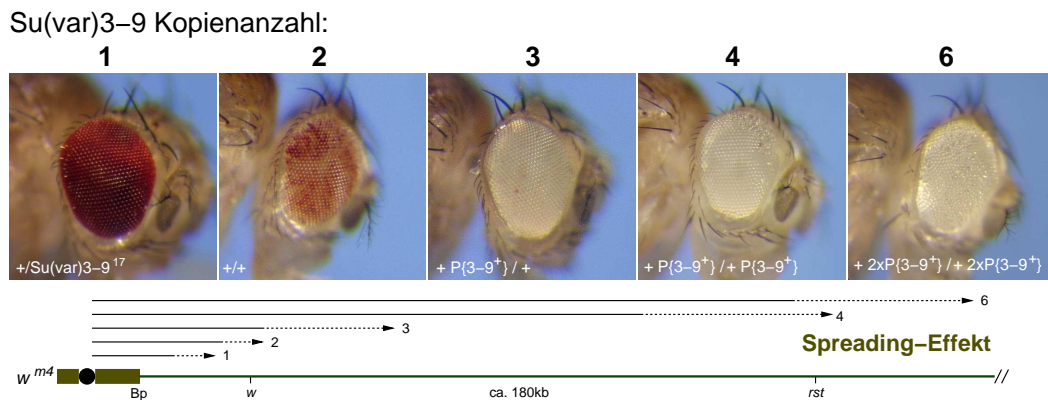 Su(var)3–9 Kopienanzahl:
1 2 3 4 6
+/Su(var)3–9 17 +/+ + P{3–9+} / + + P{3–9+} / + P{3–9+} + 2xP{3–9+} / + 2xP{3–9+}
6
4
3
2
1
Spreading–Effekt
w m4
Bp w ca. 180kb rst //